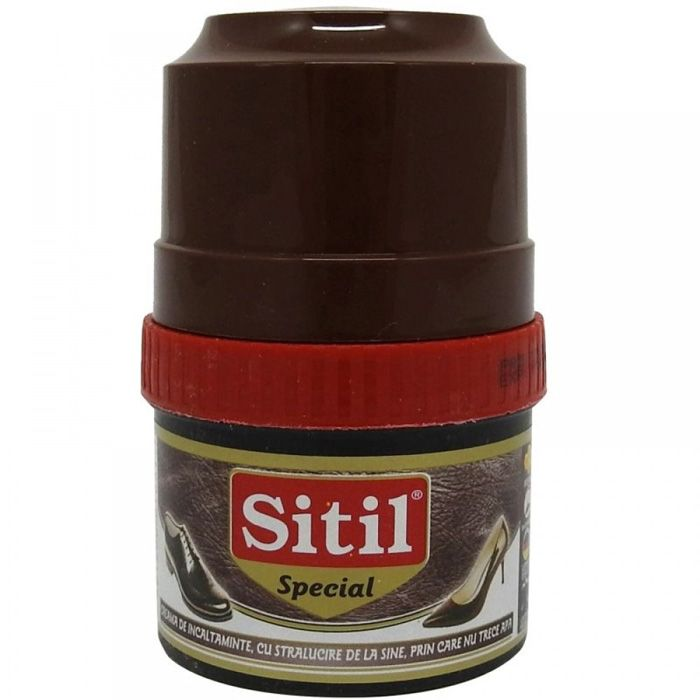 Sitil®
Special
CREMA DE INCALTAMINTE, CU STRALUCIRE DE LA SINE, PRIN CARE NU TRECE APA